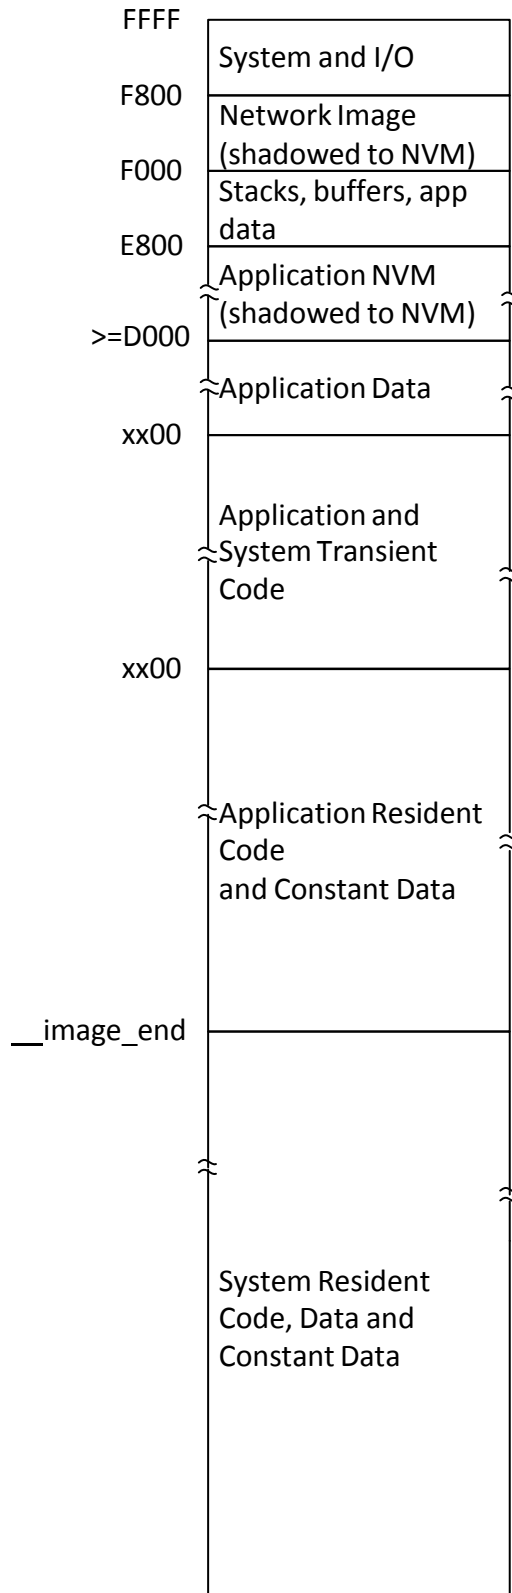 FFFF
System and I/O
F800
Network Image
(shadowed to NVM)
F000
Stacks, buffers, app
data
E800
Application NVM
(shadowed to NVM)
>=D000
Application Data
xx00
Application and
System Transient
Code
xx00
Application Resident
Code
and Constant Data
__image_end
System Resident
Code, Data and
Constant Data